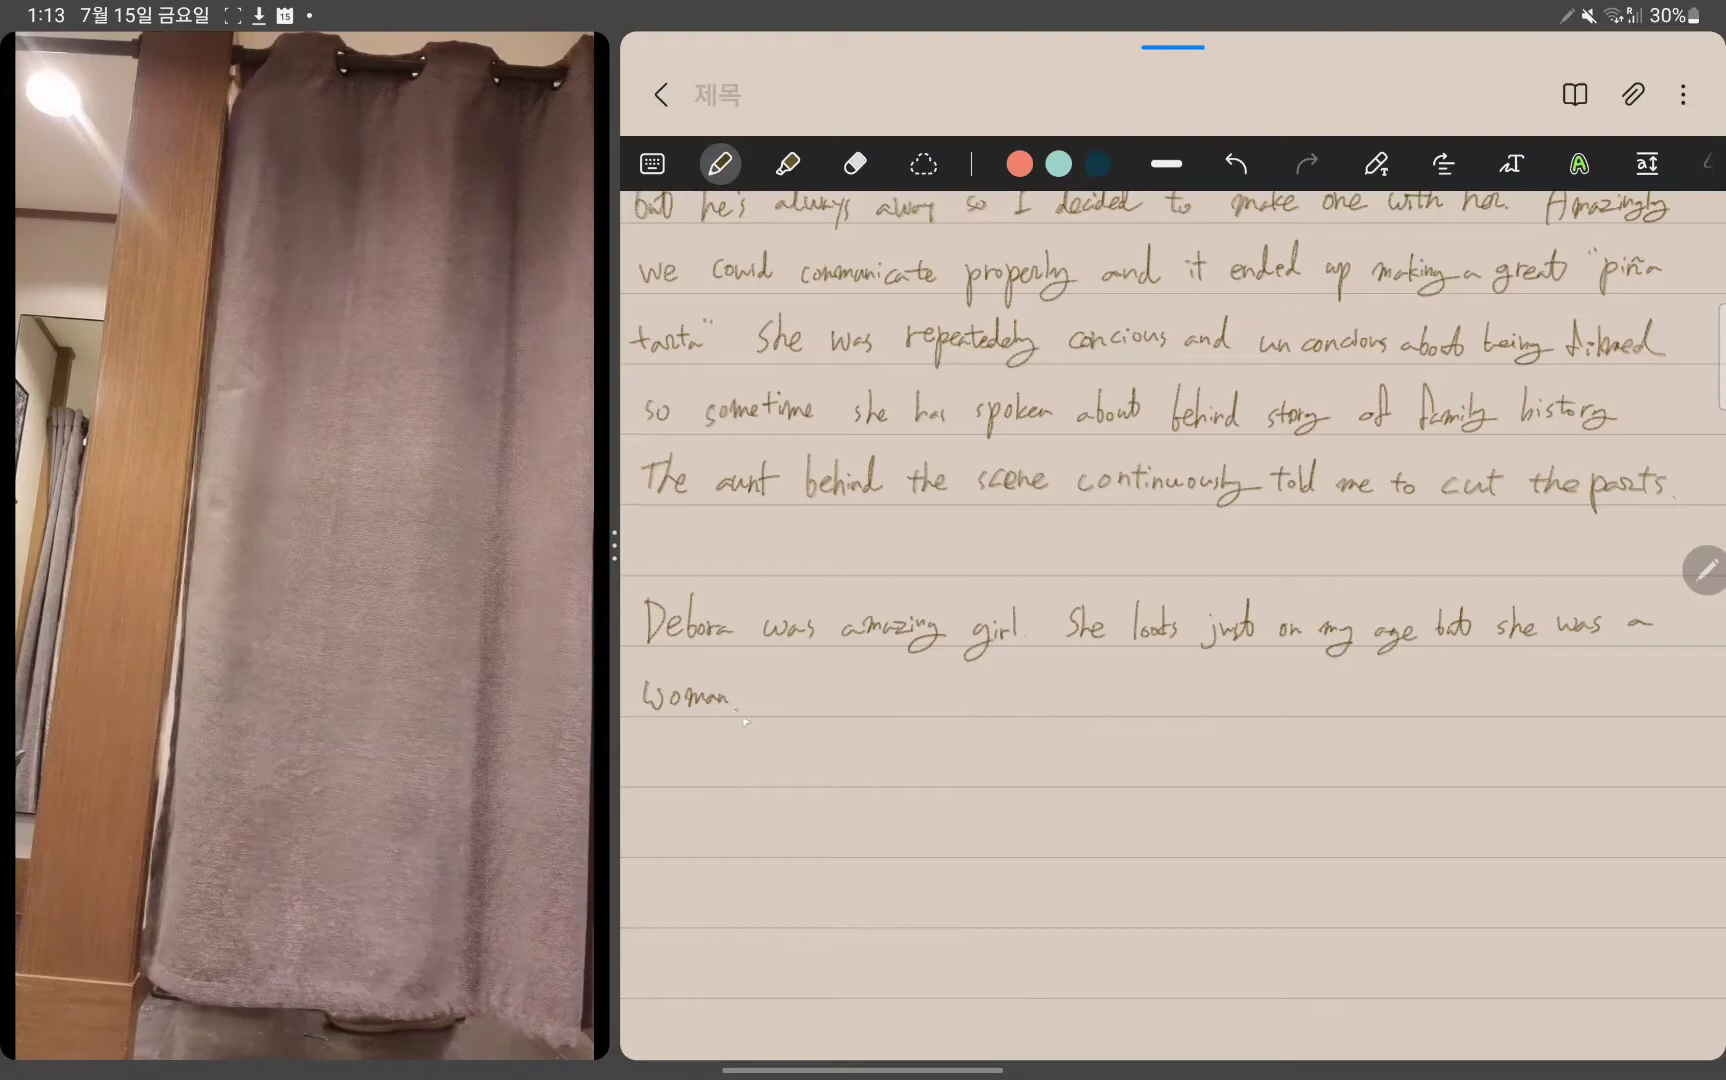 1:13 7월 15일 금요일 15 R 30%
제목
but he's always away so I decided to make one with her. Amazingly
we could communicate properly and it ended up making a great "piña
tarta" She was repeatedely concious and unconcious about being filmed
so sometime she has spoken about behind story of family history
The aunt behind the scene continuously told me to cut the parts.
Debora was amazing girl. She looks just on my age but she was a
woman.